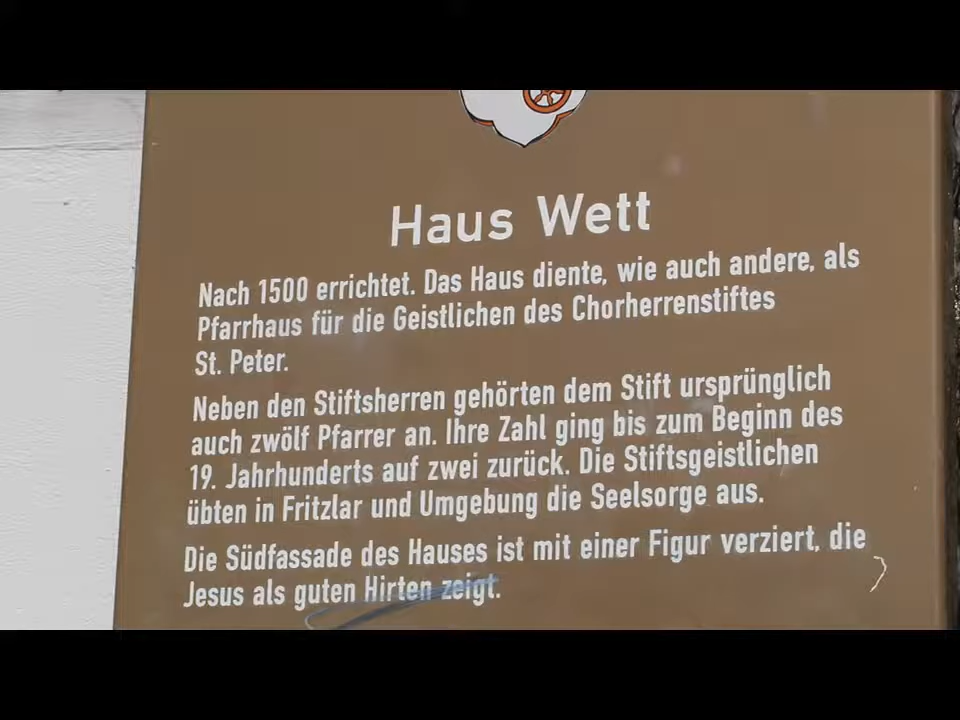 Haus Wett
Nach 1500 errichtet. Das Haus diente, wie auch andere, als
Pfarrhaus für die Geistlichen des Chorherrenstiftes
St. Peter.
Neben den Stiftsherren gehörten dem Stift ursprünglich
auch zwölf Pfarrer an. Ihre Zahl ging bis zum Beginn des
19. Jahrhunderts auf zwei zurück. Die Stiftsgeistlichen
übten in Fritzlar und Umgebung die Seelsorge aus.
Die Südfassade des Hauses ist mit einer Figur verziert, die
Jesus als guten Hirten zeigt.